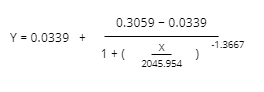 0.3059 – 0.0339
Y = 0.0339 +
1 + ( X ) -1.3667
2045.954